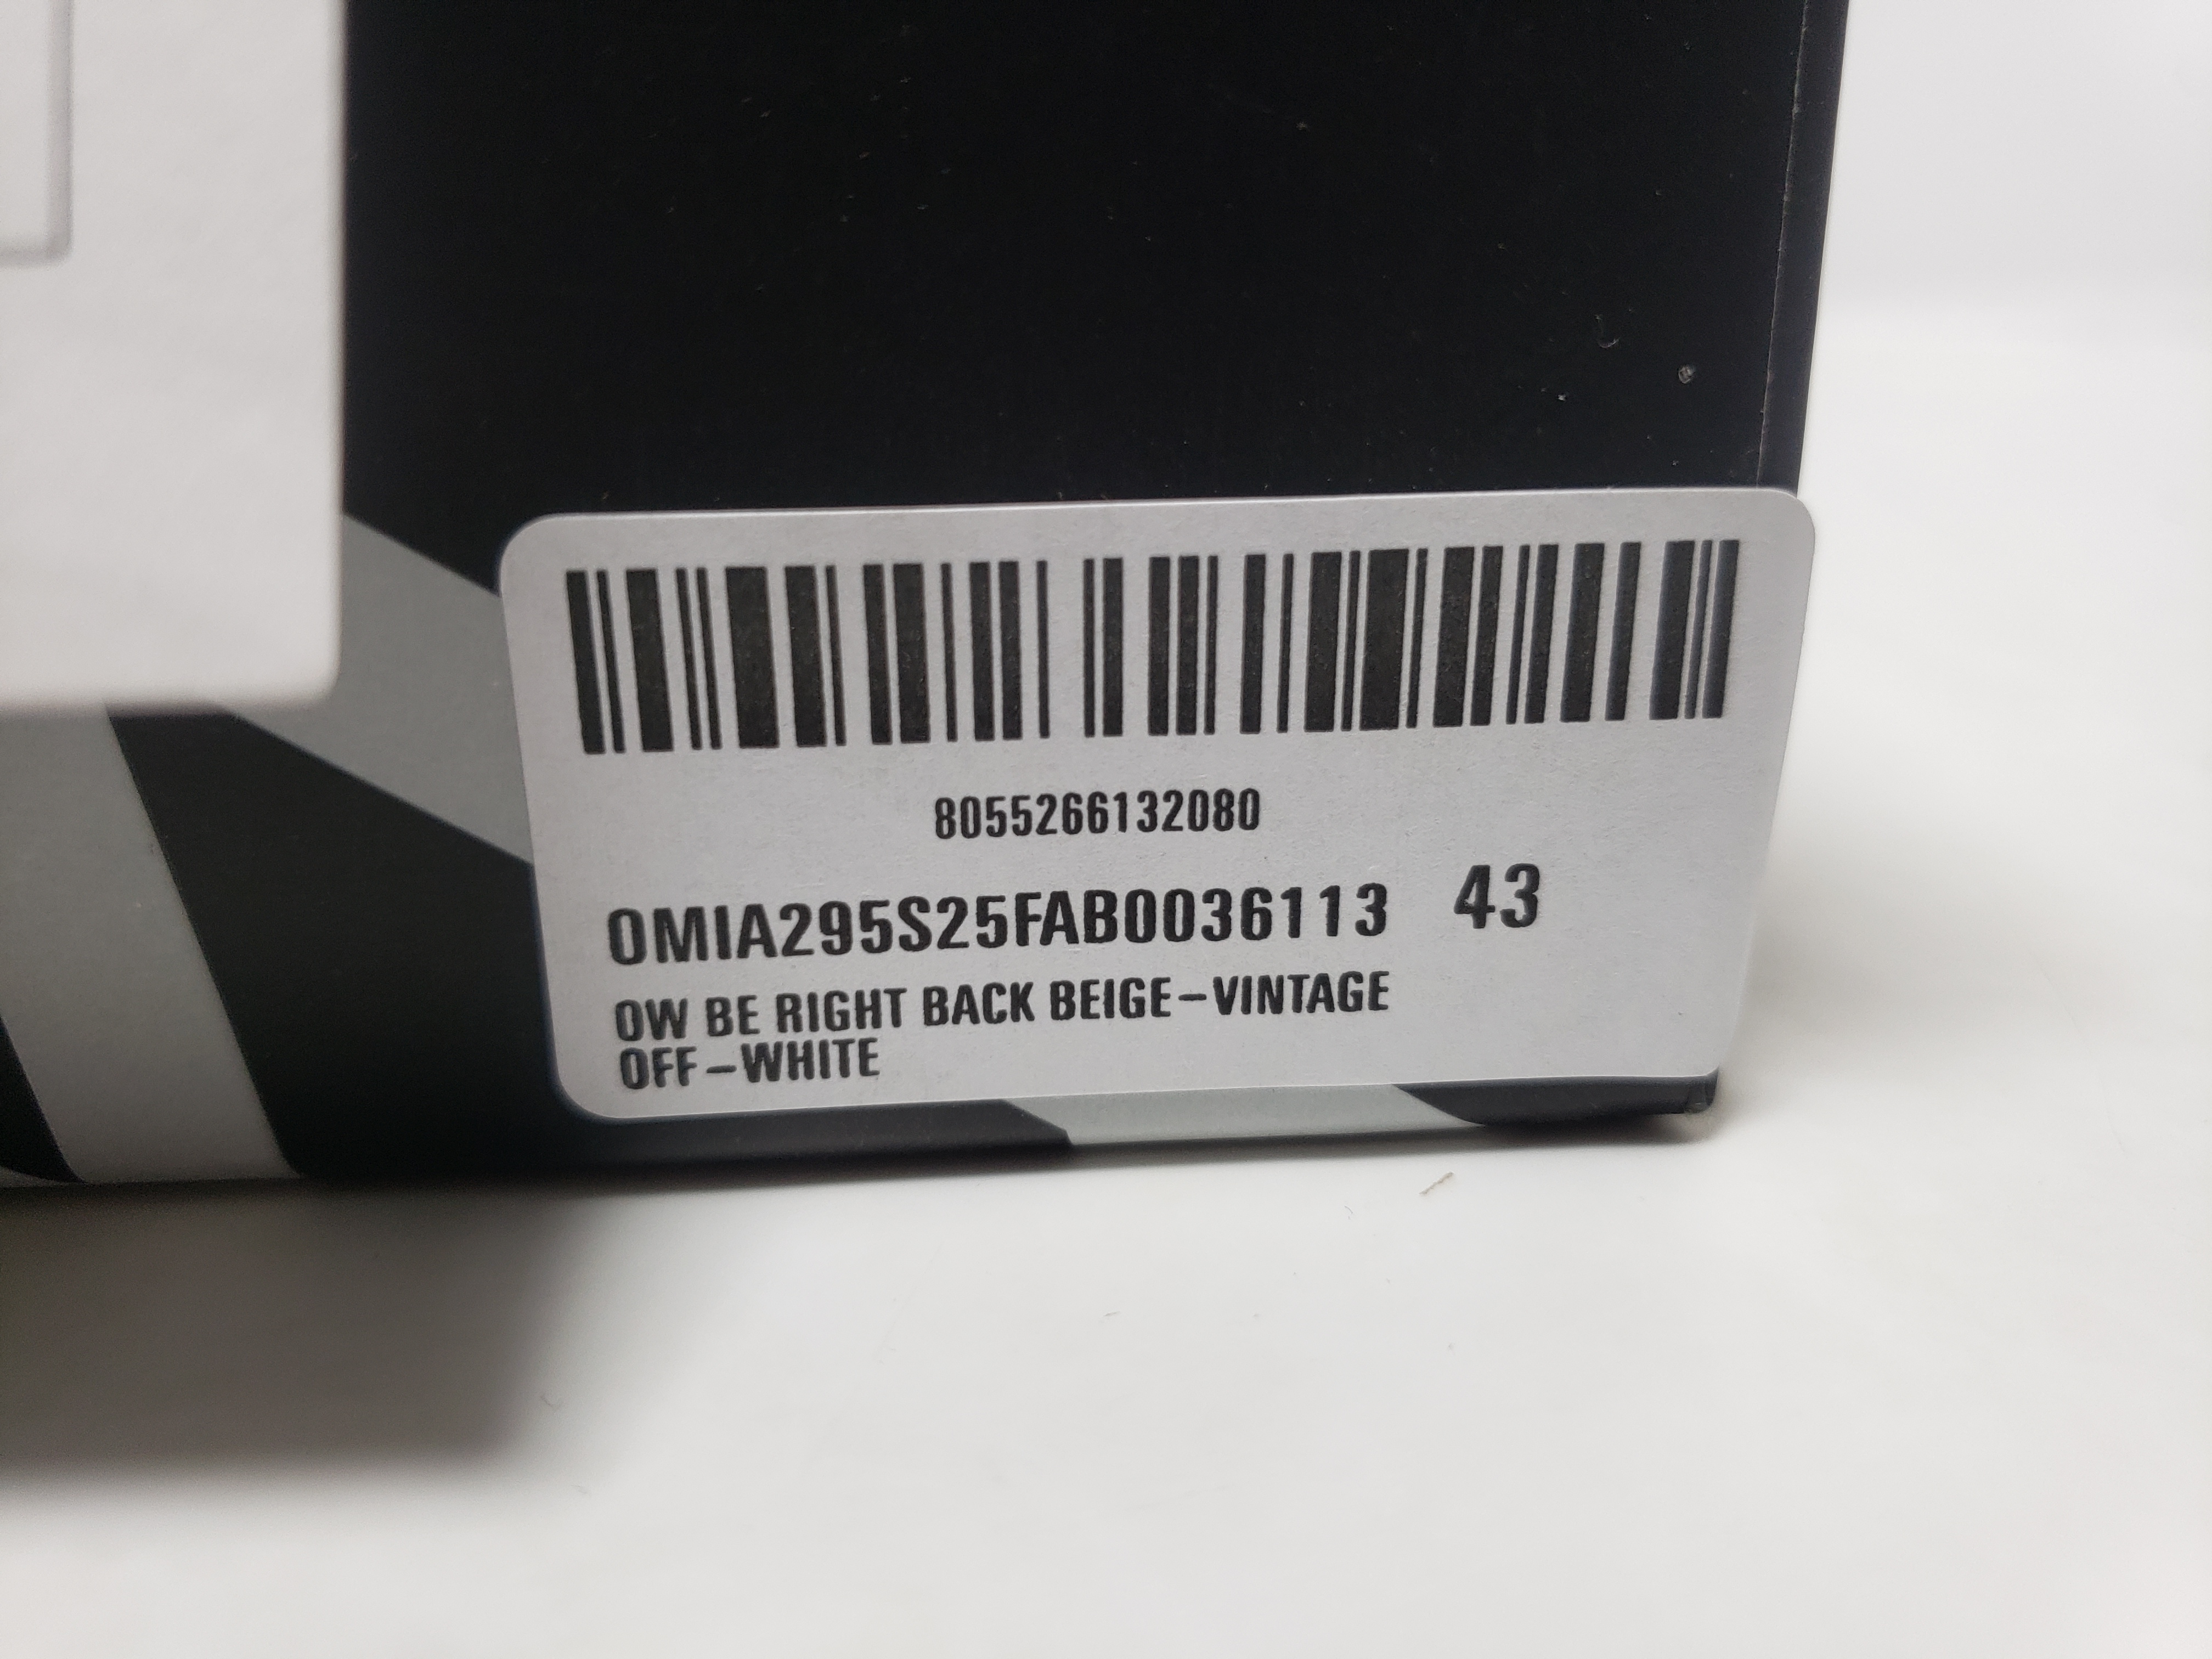 8055266132080
OMIA295S25FAB0036113 43
OW BE RIGHT BACK BEIGE-VINTAGE
OFF-WHITE